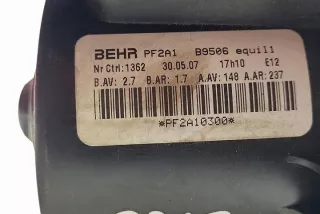 BEHR PF2A1 B9506 equil1
Nr Ctrl:1362 30.05.07 17h10 E12
B.AV: 2.7 B.AR: 1.7 A.AV: 148 A.AR: 237
*PF2A10300*